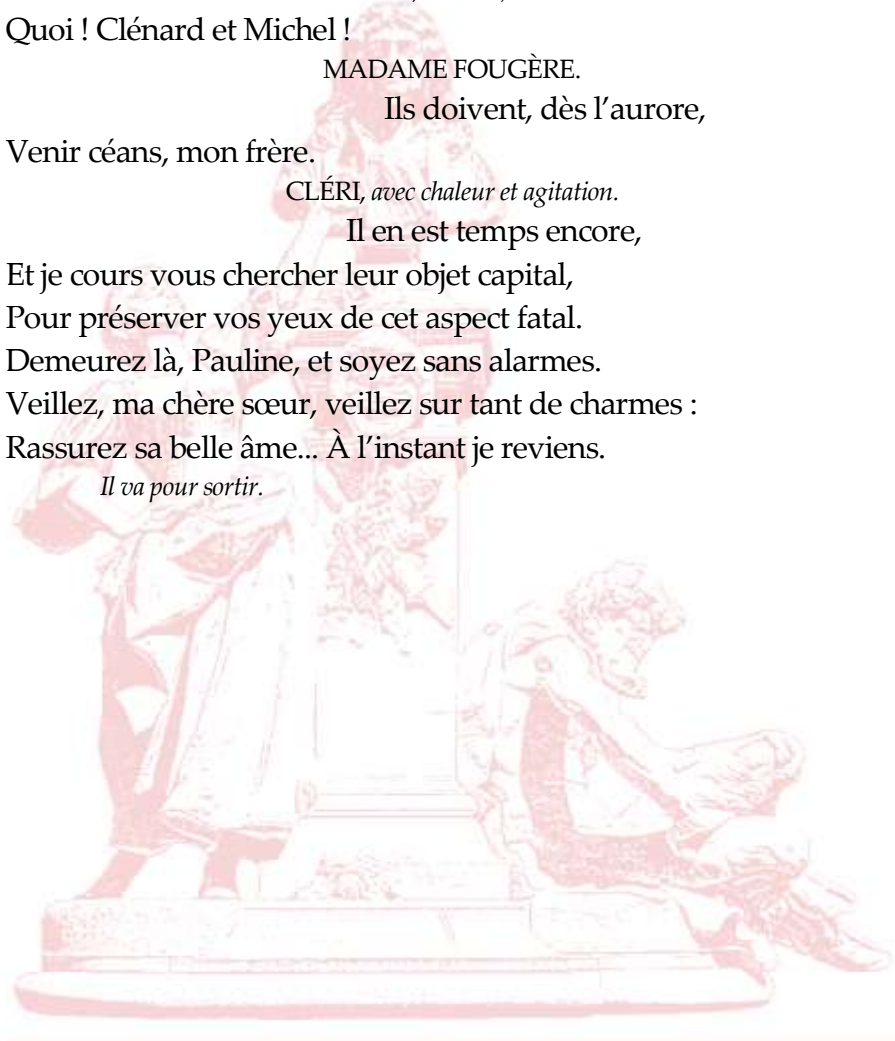 Quoi ! Clénard et Michel !
MADAME FOUGÈRE.
Ils doivent, dès l’aurore,
Venir céans, mon frère.
CLÉRI, avec chaleur et agitation.
Il en est temps encore,
Et je cours vous chercher leur objet capital,
Pour préserver vos yeux de cet aspect fatal.
Demeurez là, Pauline, et soyez sans alarmes.
Veillez, ma chère sœur, veillez sur tant de charmes :
Rassurez sa belle âme... À l’instant je reviens.
Il va pour sortir.